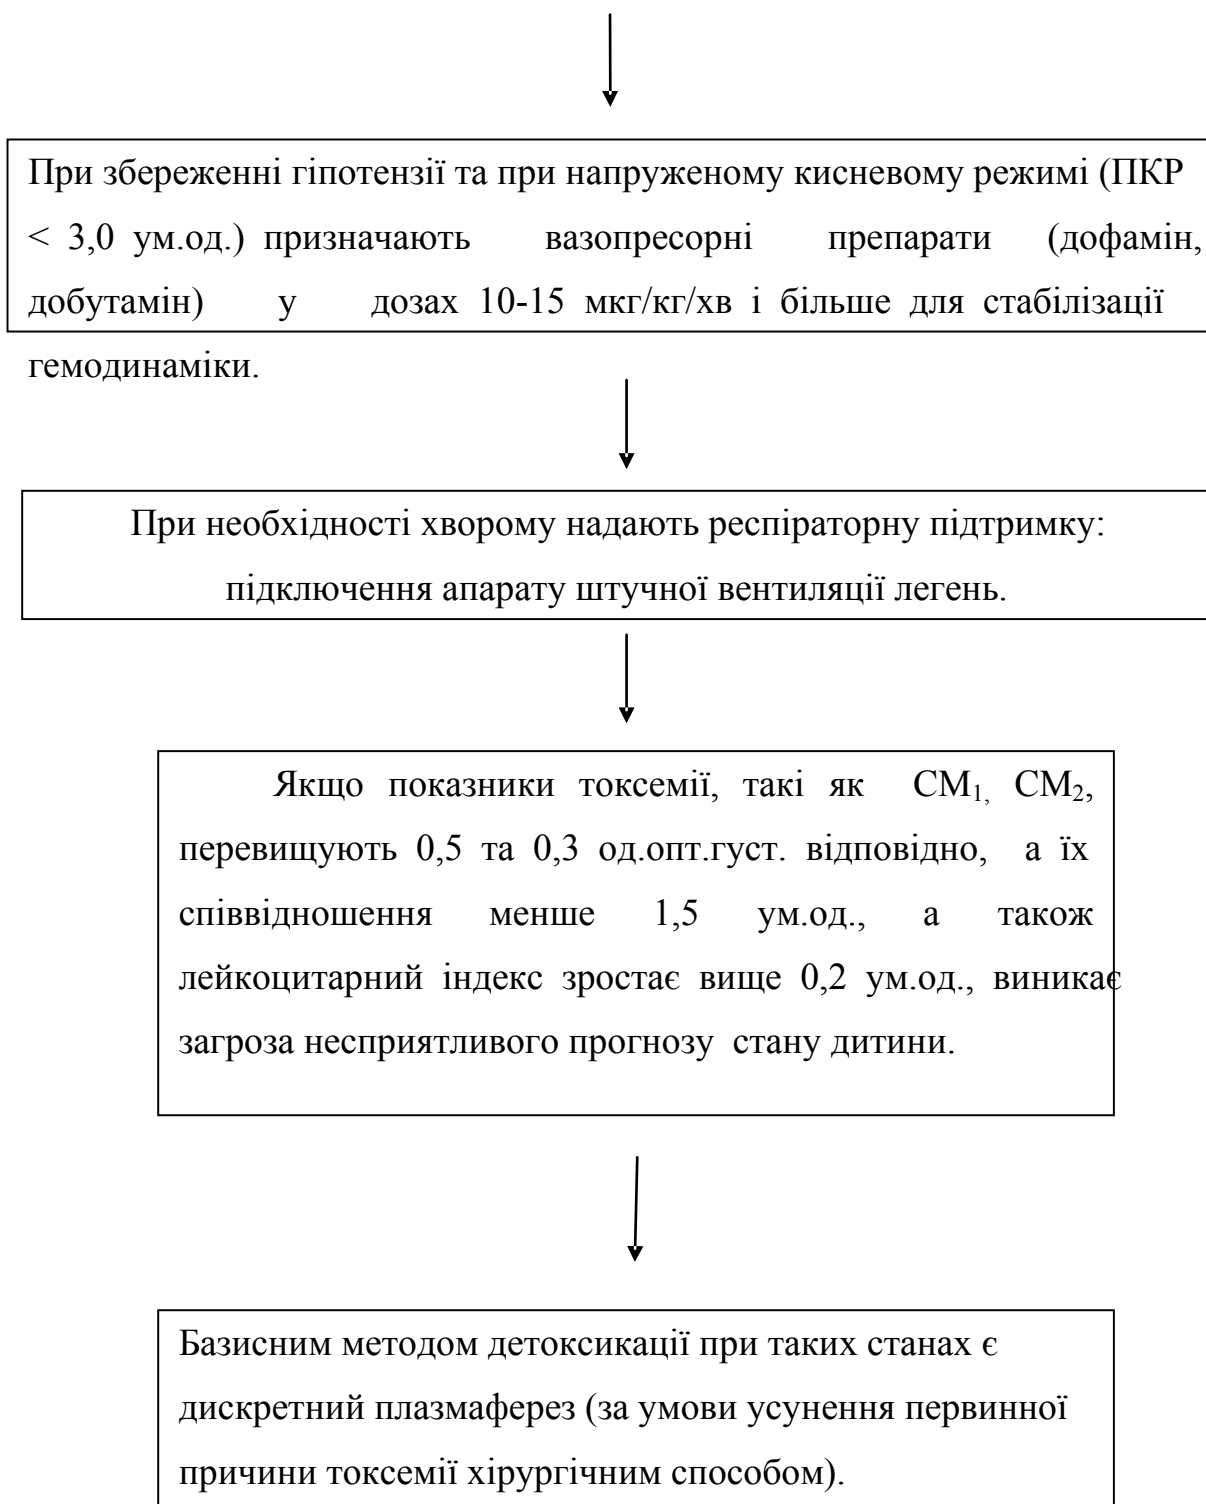 При збереженні гіпотензії та при напруженому кисневому режимі (ПКР
< 3,0 ум.од.) призначають вазопресорні препарати (дофамін,
добутамін) у дозах 10-15 мкг/кг/хв і більше для стабілізації
гемодинаміки.
При необхідності хворому надають респіраторну підтримку:
підключення апарату штучної вентиляції легень.
Якщо показники токсемії, такі як СМ₁, СМ₂,
перевищують 0,5 та 0,3 од.опт.густ. відповідно, а їх
співвідношення менше 1,5 ум.од., а також
лейкоцитарний індекс зростає вище 0,2 ум.од., виникає
загроза несприятливого прогнозу стану дитини.
Базисним методом детоксикації при таких станах є
дискретний плазмаферез (за умови усунення первинної
причини токсемії хірургічним способом).